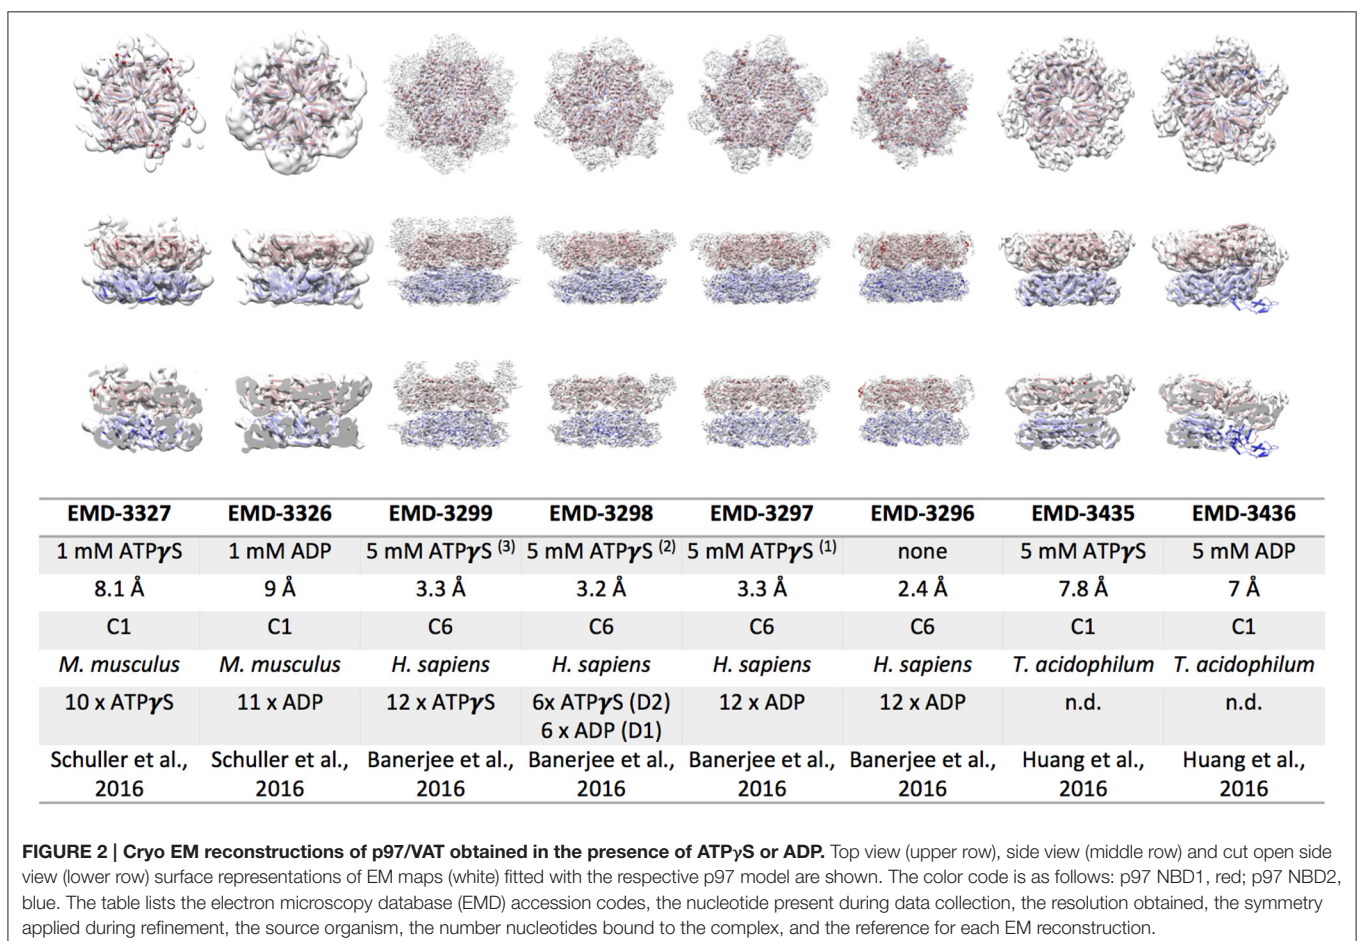 EMD-3327 EMD-3326 EMD-3299 EMD-3298 EMD-3297 EMD-3296 EMD-3435 EMD-3436
1 mM ATPγS 1 mM ADP 5 mM ATPγS (3) 5 mM ATPγS (2) 5 mM ATPγS (1) none 5 mM ATPγS 5 mM ADP
8.1 Å 9 Å 3.3 Å 3.2 Å 3.3 Å 2.4 Å 7.8 Å 7 Å
C1 C1 C6 C6 C6 C6 C1 C1
M. musculus M. musculus H. sapiens H. sapiens H. sapiens H. sapiens T. acidophilum T. acidophilum
10 x ATPγS 11 x ADP 12 x ATPγS 6x ATPγS (D2) 12 x ADP 12 x ADP n.d. n.d.
6 x ADP (D1)
Schuller et al., Schuller et al., Banerjee et al., Banerjee et al., Banerjee et al., Banerjee et al., Huang et al., Huang et al.,
2016 2016 2016 2016 2016 2016 2016 2016
FIGURE 2 | Cryo EM reconstructions of p97/VAT obtained in the presence of ATPγS or ADP. Top view (upper row), side view (middle row) and cut open side
view (lower row) surface representations of EM maps (white) fitted with the respective p97 model are shown. The color code is as follows: p97 NBD1, red; p97 NBD2,
blue. The table lists the electron microscopy database (EMD) accession codes, the nucleotide present during data collection, the resolution obtained, the symmetry
applied during refinement, the source organism, the number nucleotides bound to the complex, and the reference for each EM reconstruction.